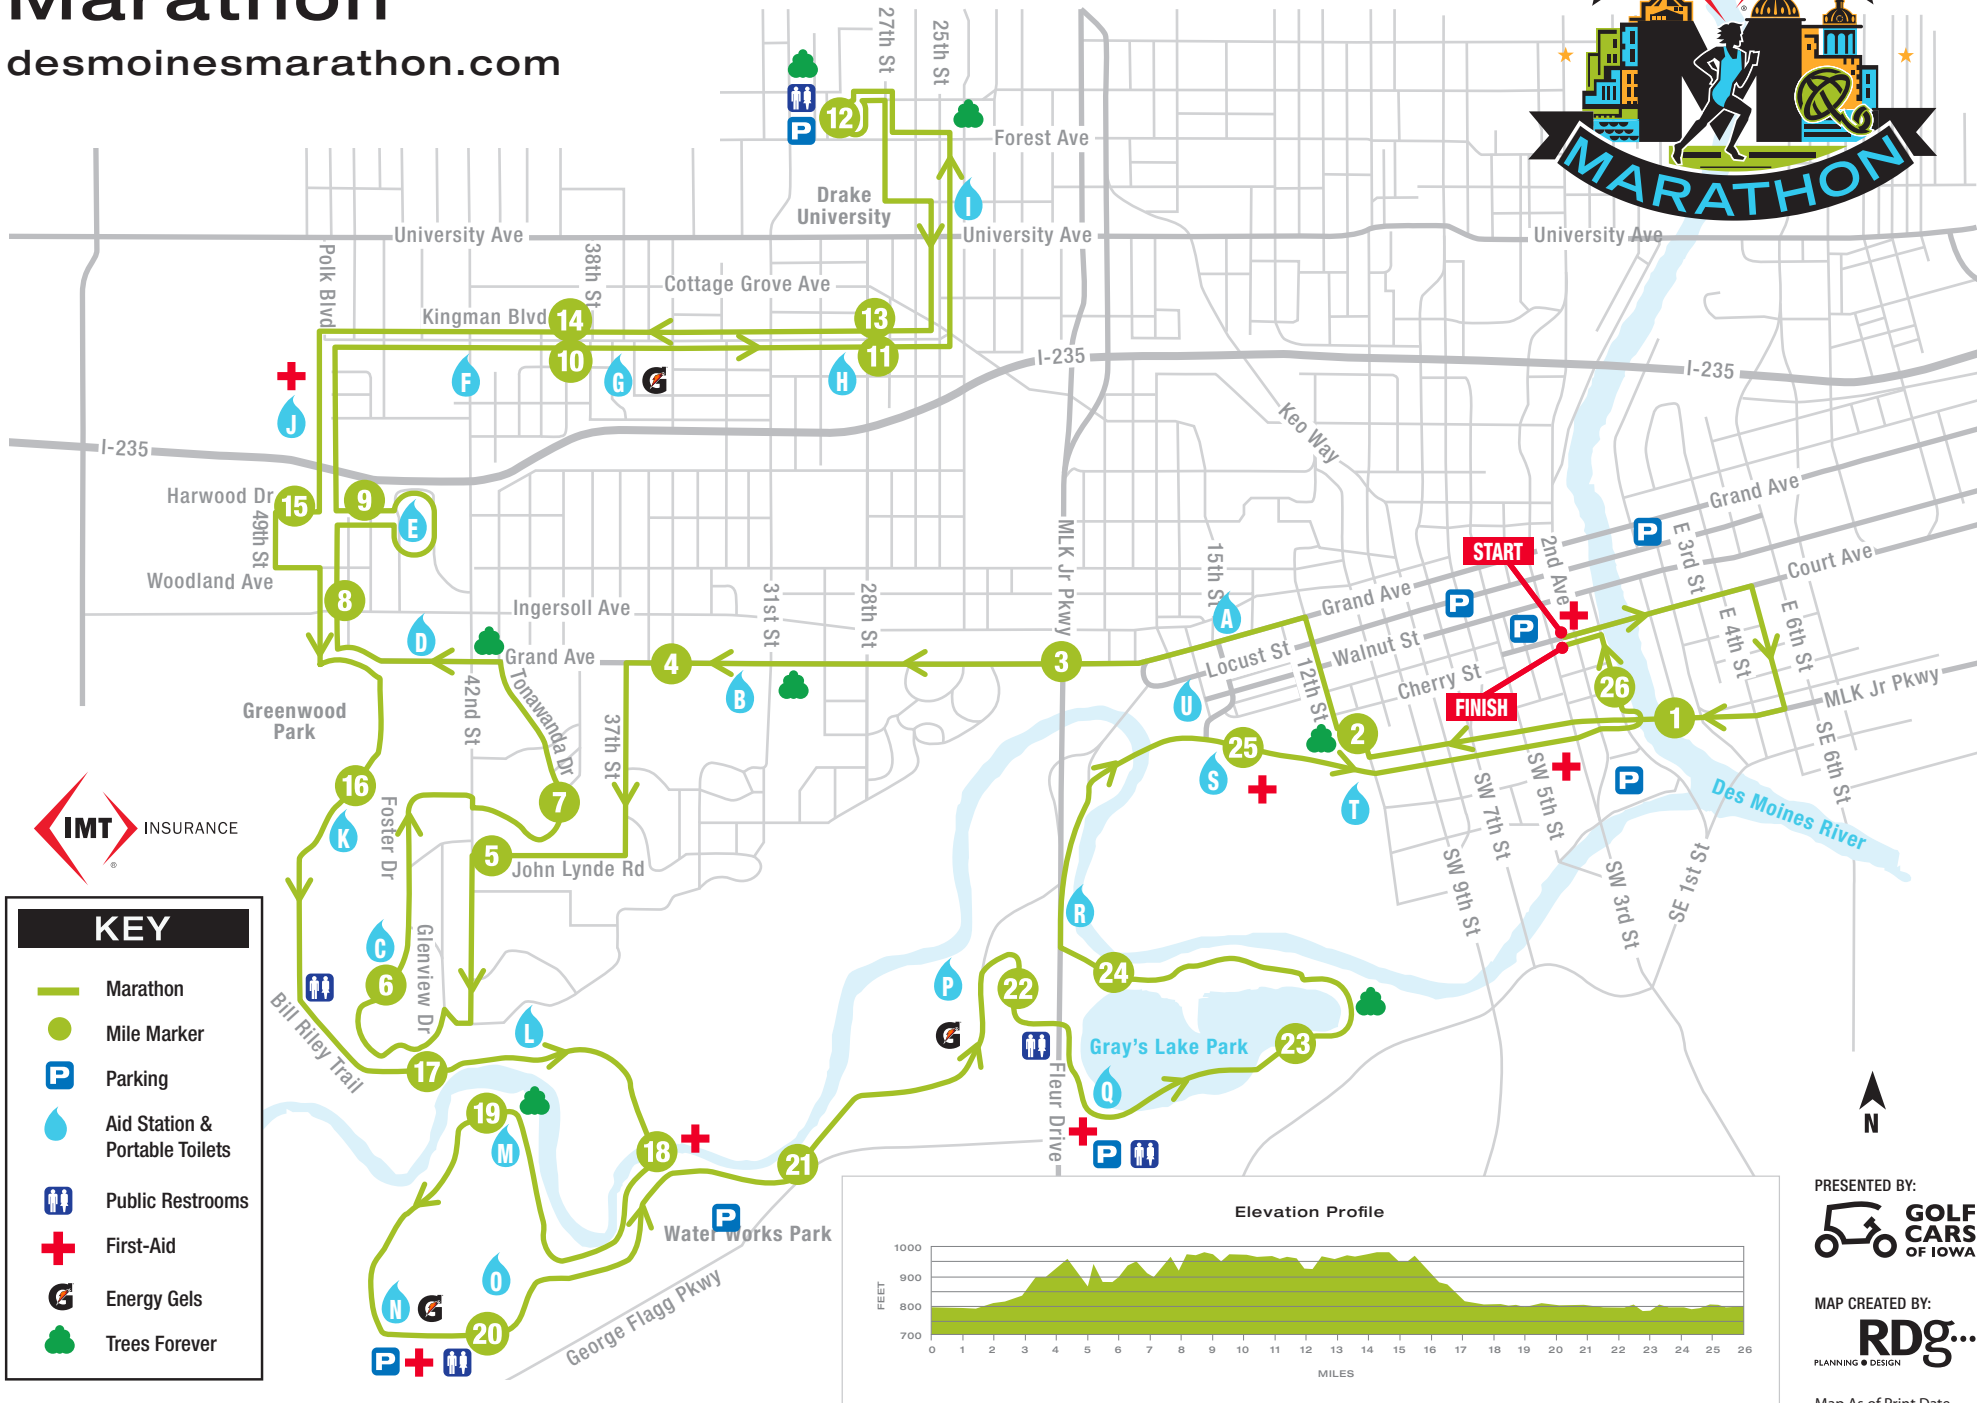 Marathon
desmoinesmarathon.com
MARATHON
27th St
25th St
12
P
Forest Ave
I
Drake
University
University Ave
University Ave
University Ave
Polk Blvd
38th St
Cottage Grove Ave
Kingman Blvd
14
13
10
11
F
G
G
H
I-235
I-235
I-235
J
Keo Way
Harwood Dr
15
9
E
49th St
Woodland Ave
8
D
Ingersoll Ave
Grand Ave
31st St
28th St
MLK Jr Pkwy
15th St
A
Grand Ave
P
START
2nd Ave
P
P
E 3rd St
Grand Ave
Court Ave
E 4th St
E 6th St
4
B
3
Locust St
Walnut St
12th St
Cherry St
U
FINISH
26
1
MLK Jr Pkwy
SE 6th St
Greenwood
Park
42nd St
Tonawanda Dr
37th St
2
25
S
T
SW 7th St
SW 5th St
P
Des Moines River
IMT INSURANCE
®
16
K
Foster Dr
7
5
John Lynde Rd
SW 9th St
SW 3rd St
SE 1st St
C
6
Glenview Dr
Bill Riley Trail
17
L
R
P
22
24
G
Gray's Lake Park
23
Q
Fleur Drive
P
19
M
18
21
P
Water Works Park
N
G
O
20
P
George Flagg Pkwy
KEY
Marathon
Mile Marker
P Parking
Aid Station &
Portable Toilets
Public Restrooms
First-Aid
G Energy Gels
Trees Forever
N
Elevation Profile
1000
900
800
700
FEET
0 1 2 3 4 5 6 7 8 9 10 11 12 13 14 15 16 17 18 19 20 21 22 23 24 25 26
MILES
PRESENTED BY:
GOLF
CARS
OF IOWA
MAP CREATED BY:
RDg...
PLANNING ● DESIGN
Map As of Print Date